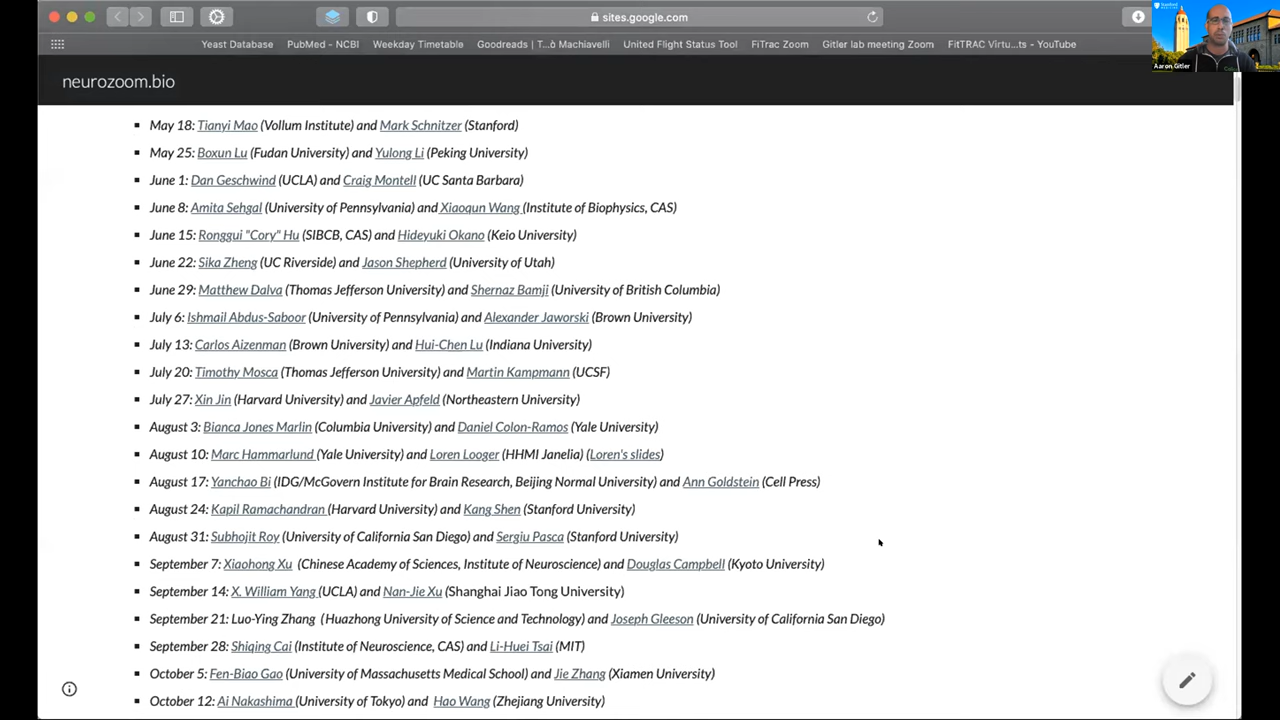 sites.google.com
Yeast Database PubMed - NCBI Weekday Timetable Goodreads | T...ò Machiavelli United Flight Status Tool FiTrac Zoom Gitler lab meeting Zoom FitTRAC Virtu...ts - YouTube
Aaron Gitler
neurozoom.bio
▪ May 18: Tianyi Mao (Vollum Institute) and Mark Schnitzer (Stanford)
▪ May 25: Boxun Lu (Fudan University) and Yulong Li (Peking University)
▪ June 1: Dan Geschwind (UCLA) and Craig Montell (UC Santa Barbara)
▪ June 8: Amita Sehgal (University of Pennsylvania) and Xiaoqun Wang (Institute of Biophysics, CAS)
▪ June 15: Ronggui "Cory" Hu (SIBCB, CAS) and Hideyuki Okano (Keio University)
▪ June 22: Sika Zheng (UC Riverside) and Jason Shepherd (University of Utah)
▪ June 29: Matthew Dalva (Thomas Jefferson University) and Shernaz Bamji (University of British Columbia)
▪ July 6: Ishmail Abdus-Saboor (University of Pennsylvania) and Alexander Jaworski (Brown University)
▪ July 13: Carlos Aizenman (Brown University) and Hui-Chen Lu (Indiana University)
▪ July 20: Timothy Mosca (Thomas Jefferson University) and Martin Kampmann (UCSF)
▪ July 27: Xin Jin (Harvard University) and Javier Apfeld (Northeastern University)
▪ August 3: Bianca Jones Marlin (Columbia University) and Daniel Colon-Ramos (Yale University)
▪ August 10: Marc Hammarlund (Yale University) and Loren Looger (HHMI Janelia) (Loren's slides)
▪ August 17: Yanchao Bi (IDG/McGovern Institute for Brain Research, Beijing Normal University) and Ann Goldstein (Cell Press)
▪ August 24: Kapil Ramachandran (Harvard University) and Kang Shen (Stanford University)
▪ August 31: Subhojit Roy (University of California San Diego) and Sergiu Pasca (Stanford University)
▪ September 7: Xiaohong Xu (Chinese Academy of Sciences, Institute of Neuroscience) and Douglas Campbell (Kyoto University)
▪ September 14: X. William Yang (UCLA) and Nan-Jie Xu (Shanghai Jiao Tong University)
▪ September 21: Luo-Ying Zhang (Huazhong University of Science and Technology) and Joseph Gleeson (University of California San Diego)
▪ September 28: Shiqing Cai (Institute of Neuroscience, CAS) and Li-Huei Tsai (MIT)
▪ October 5: Fen-Biao Gao (University of Massachusetts Medical School) and Jie Zhang (Xiamen University)
▪ October 12: Ai Nakashima (University of Tokyo) and Hao Wang (Zhejiang University)